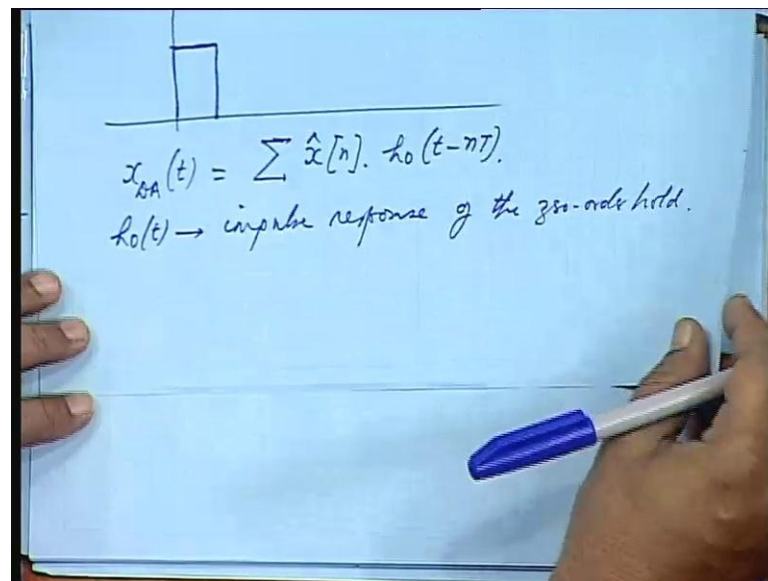 x_DA(t) = Σ x̂[n]. h₀(t-nT).
h₀(t) → impulse response of the zero-order hold.